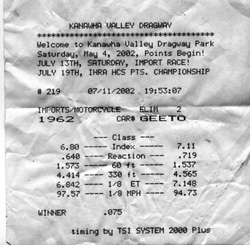 KANAWHA VALLEY DRAGWAY
Welcome to Kanawha Valley Dragway Park
Saturday, May 4, 2002, Points Begin!
JULY 13TH, SATURDAY, IMPORT RACE!
JULY 19TH, IHRA HCS PTS. CHAMPIONSHIP
# 219 07/11/2002 19:53:07
IMPORTS/MOTORCYCLE ELIM 2
1962 CAR# GEETO
--- Class ---
6.80 --- Index --- 7.11
.640 --- Reaction --- .719
1.573 --- 60 ft --- 1.537
4.414 --- 330 ft --- 4.565
6.842 --- 1/8 ET --- 7.148
97.57 --- 1/8 MPH --- 94.73
WINNER .075
timing by TSI SYSTEM 2000 Plus